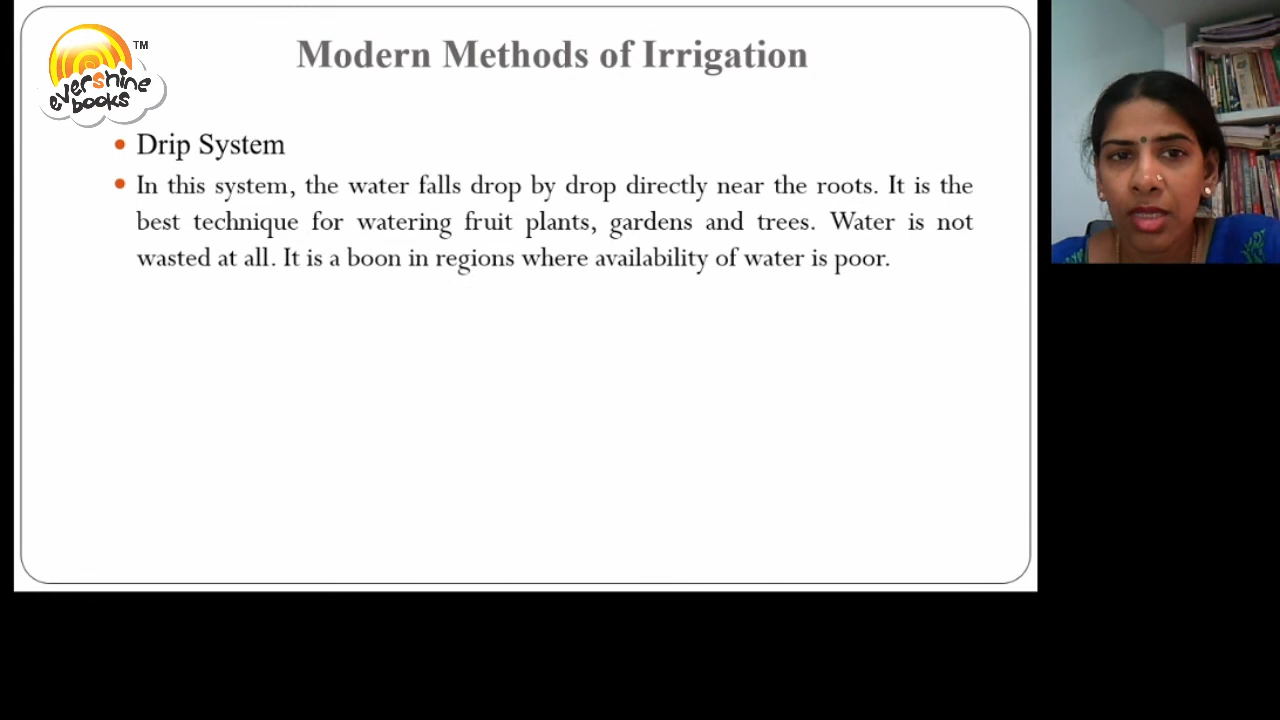 Modern Methods of Irrigation
TM
evershine
books
• Drip System
• In this system, the water falls drop by drop directly near the roots. It is the
best technique for watering fruit plants, gardens and trees. Water is not
wasted at all. It is a boon in regions where availability of water is poor.